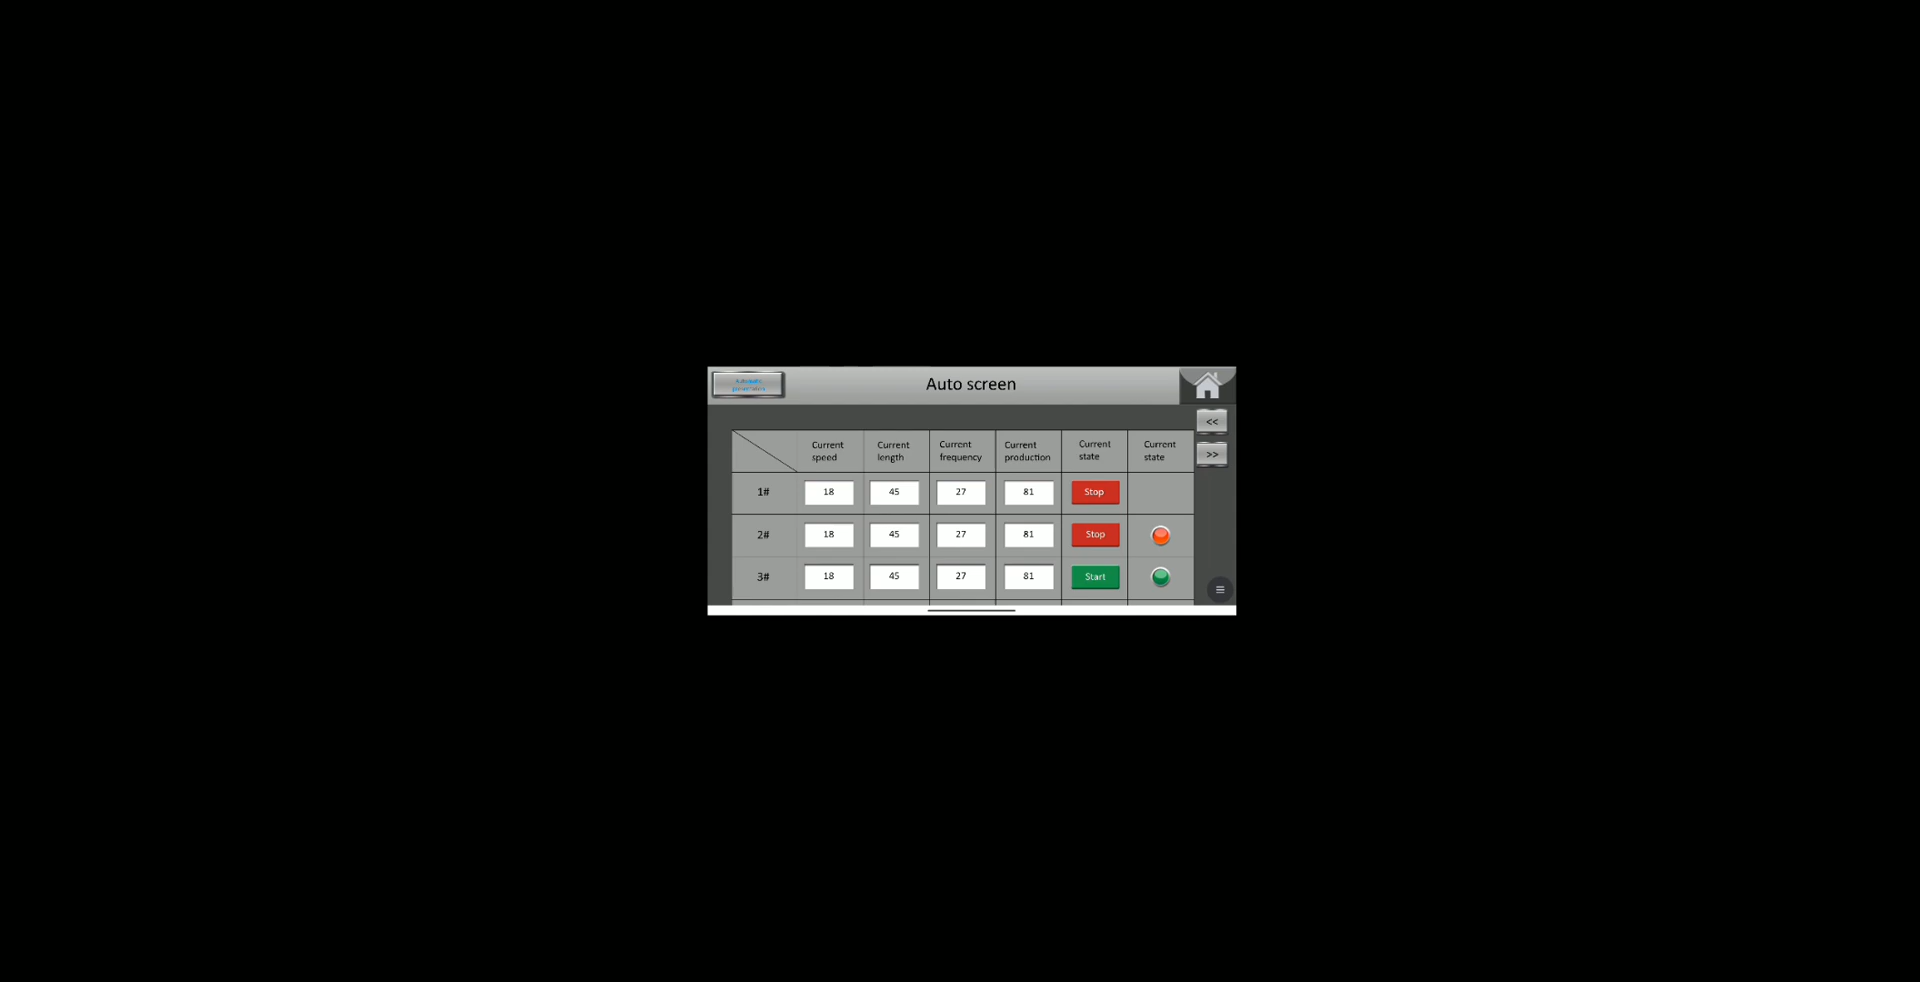 Automatic
Auto screen
<<
Current speed Current length Current frequency Current production Current state Current state
>>
1# 18 45 27 81 Stop
2# 18 45 27 81 Stop
3# 18 45 27 81 Start